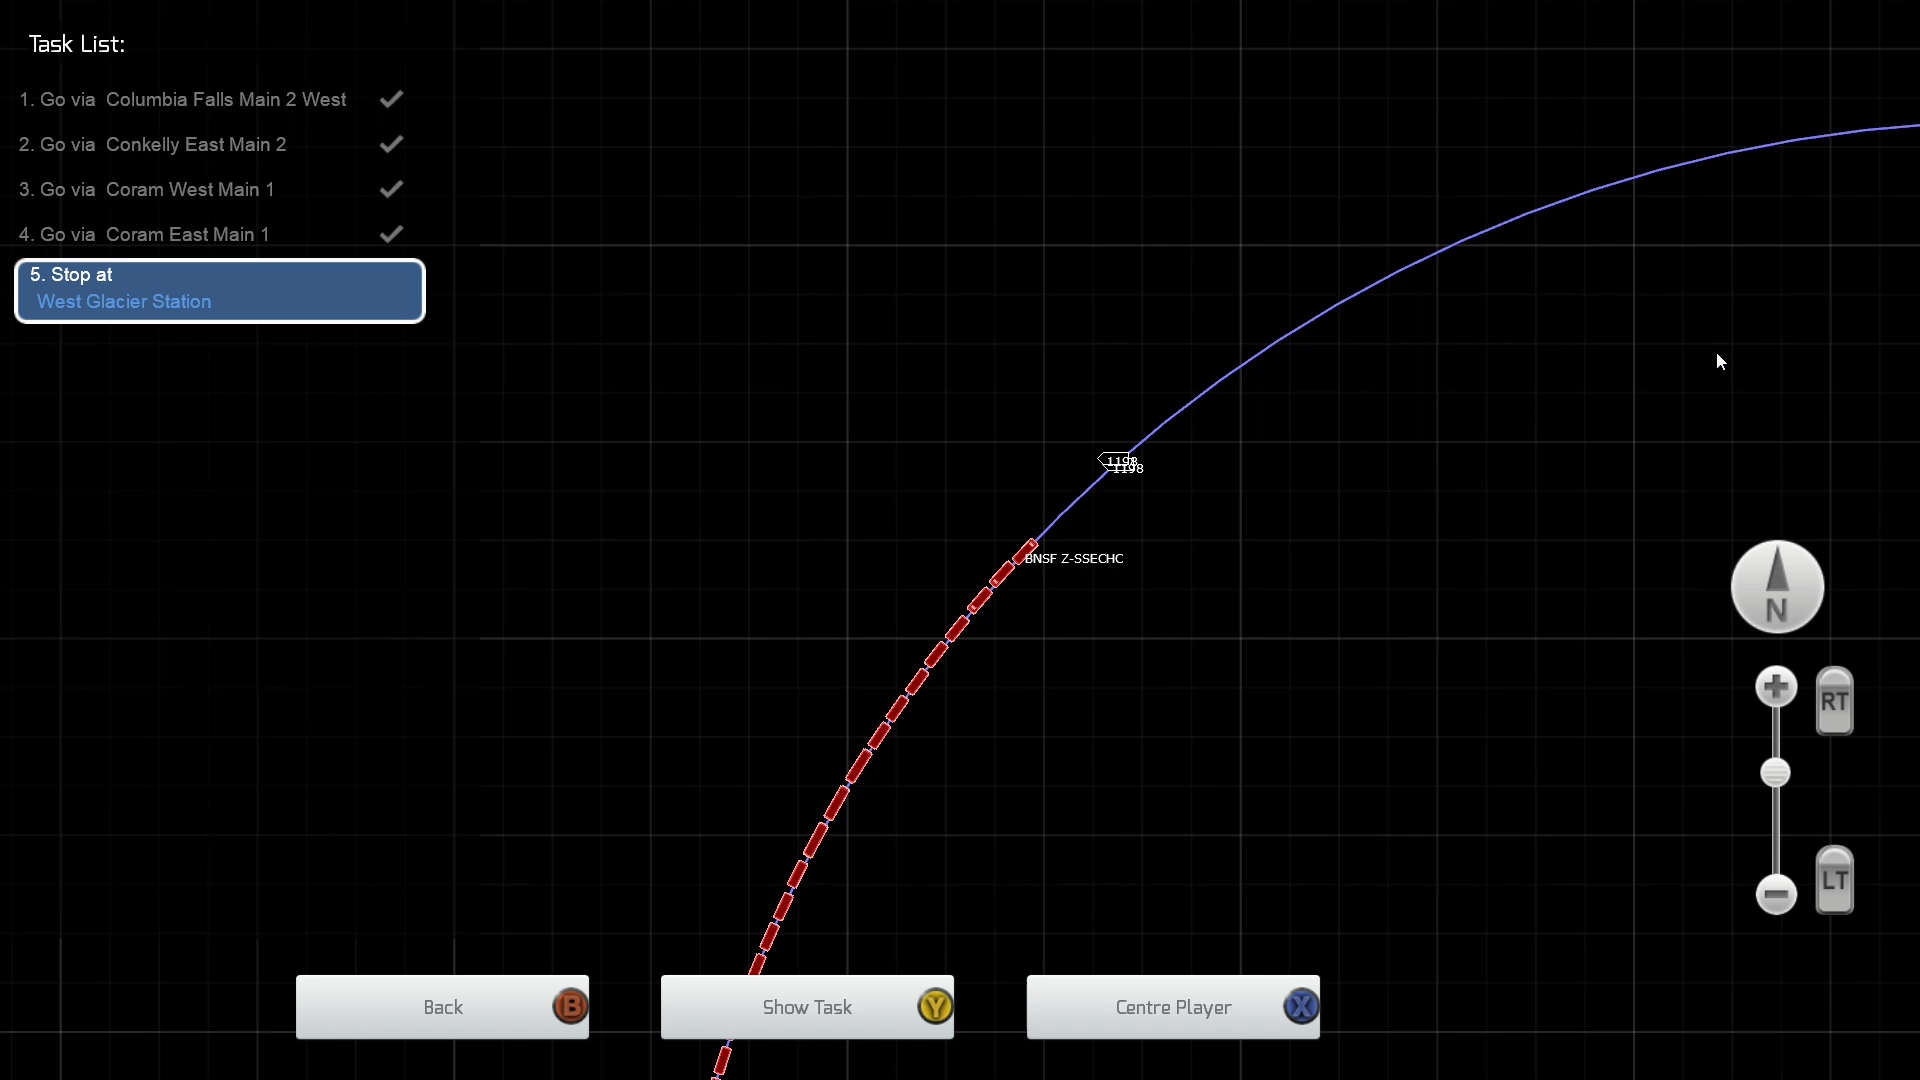 Task List:
1. Go via Columbia Falls Main 2 West
2. Go via Conkelly East Main 2
3. Go via Coram West Main 1
4. Go via Coram East Main 1
5. Stop at
West Glacier Station
1198
1198
BNSF Z-SSECHC
N
RT
LT
Back B
Show Task Y
Centre Player X